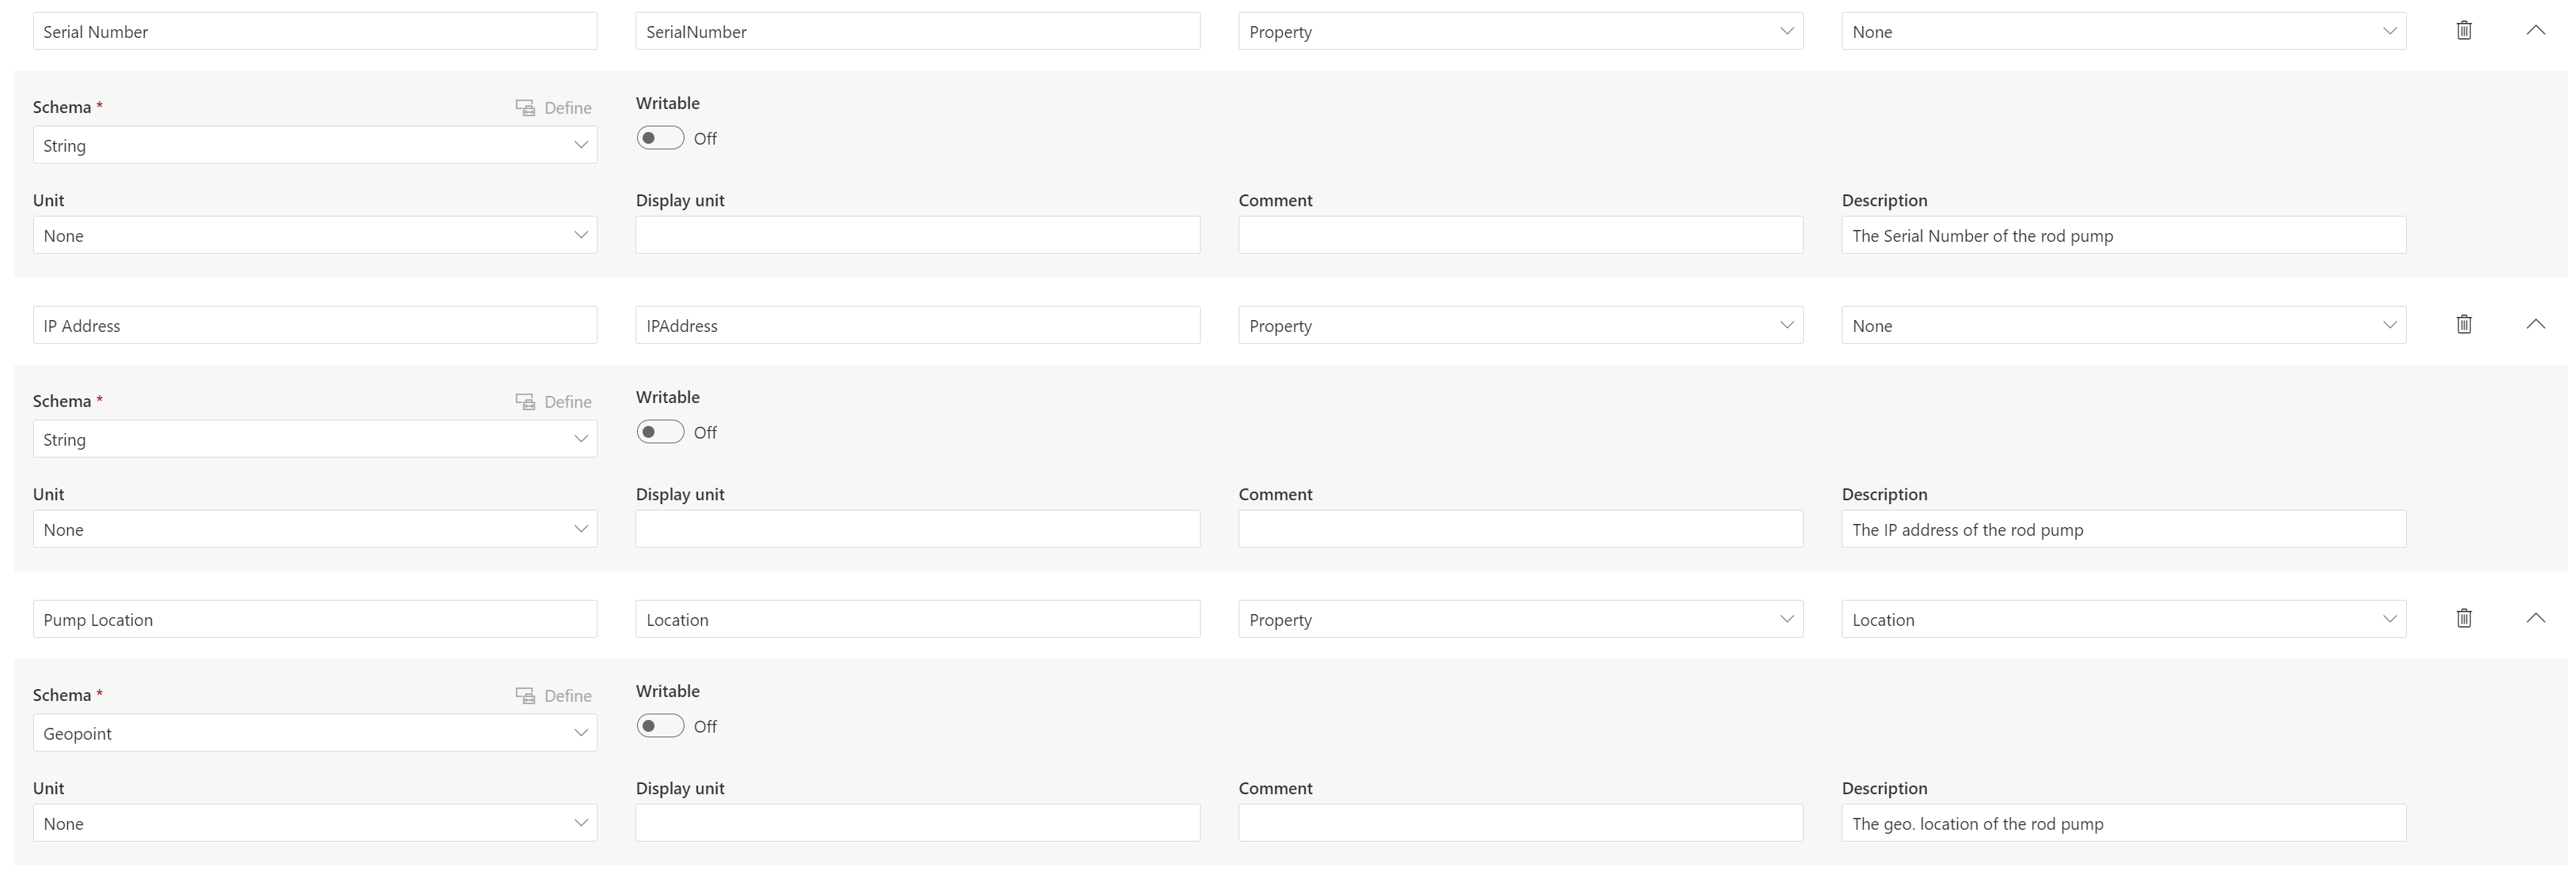 Serial Number SerialNumber Property None
Schema * Define Writable
String Off
Unit Display unit Comment Description
None The Serial Number of the rod pump
IP Address IPAddress Property None
Schema * Define Writable
String Off
Unit Display unit Comment Description
None The IP address of the rod pump
Pump Location Location Property Location
Schema * Define Writable
Geopoint Off
Unit Display unit Comment Description
None The geo. location of the rod pump